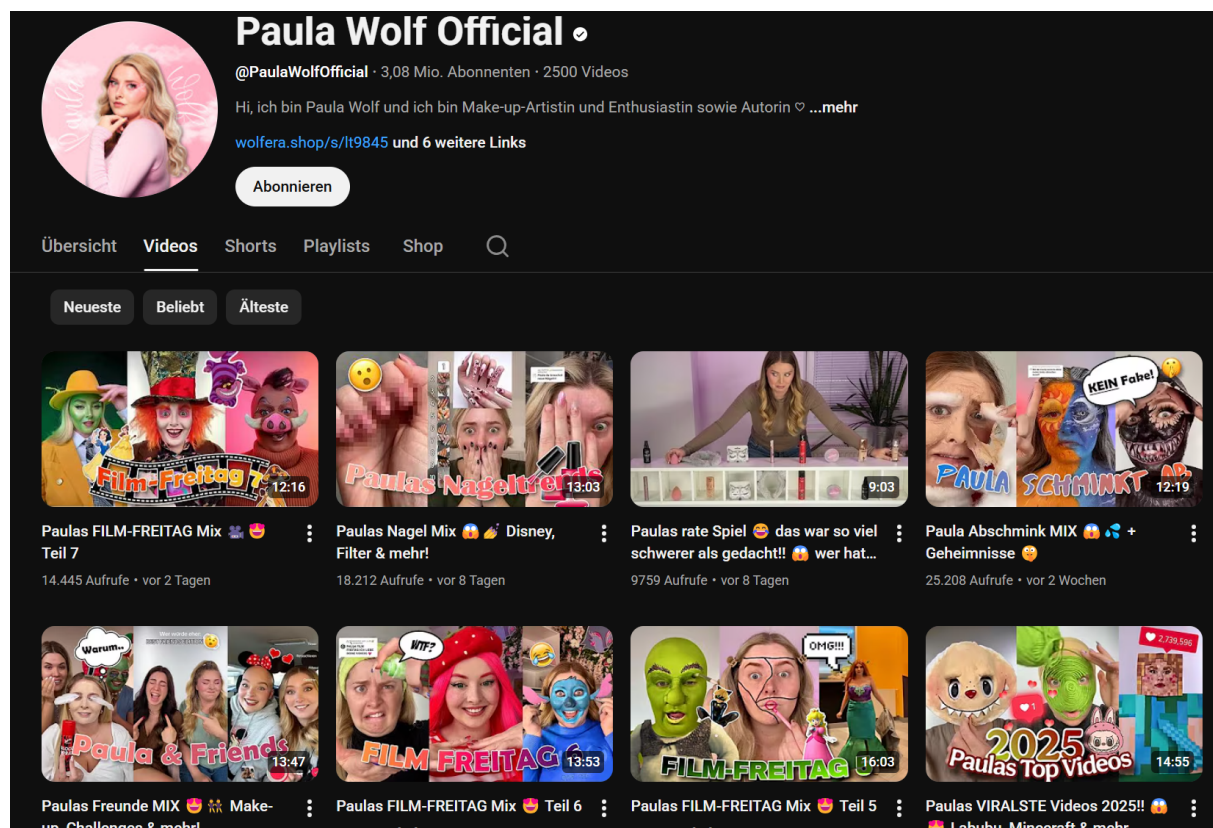 Paula Wolf Official
@PaulaWolfOfficial · 3,08 Mio. Abonnenten · 2500 Videos
Hi, ich bin Paula Wolf und ich bin Make-up-Artistin und Enthusiastin sowie Autorin ♡ ...mehr
wolfera.shop/s/lt9845 und 6 weitere Links
Abonnieren
Übersicht Videos Shorts Playlists Shop
Neueste Beliebt Älteste
Film-Freitag 7
12:16
Paulas Nageltrends
13:03
9:03
KEIN Fake!
PAULA SCHMINKT AB
12:19
Paulas FILM-FREITAG Mix 🎥 😍
Teil 7
14.445 Aufrufe • vor 2 Tagen
Paulas Nagel Mix 😱 💅 Disney,
Filter & mehr!
18.212 Aufrufe • vor 8 Tagen
Paulas rate Spiel 😂 das war so viel
schwerer als gedacht!! 😱 wer hat...
9759 Aufrufe • vor 8 Tagen
Paula Abschmink MIX 😱 💦 +
Geheimnisse 🤫
25.208 Aufrufe • vor 2 Wochen
Warum..
Paula & Friends
13:47
WTF?
FILM FREITAG 6
13:53
OMG!!!
FILM-FREITAG
16:03
2,739,596
1
2025
Paulas Top Videos
14:55
Paulas Freunde MIX 😍 👯 Make-
up, Challenges & mehr!
Paulas FILM-FREITAG Mix 😍 Teil 6
Paulas FILM-FREITAG Mix 😍 Teil 5
Paulas VIRALSTE Videos 2025!! 😱
😍 Labubu, Minecraft & mehr